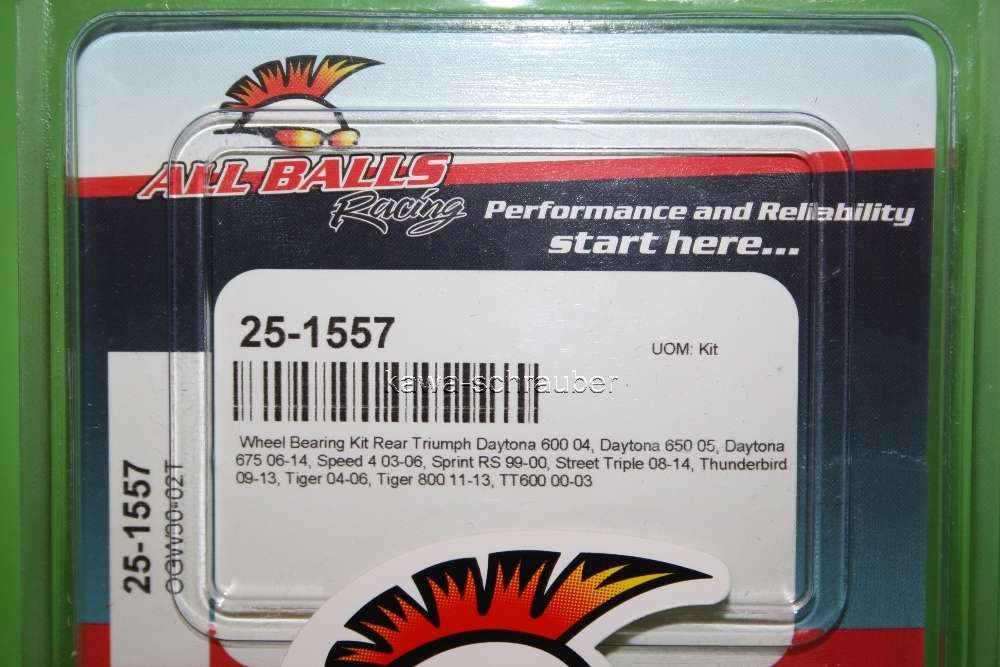 ALL BALLS
Racing
Performance and Reliability
start here...
25-1557
UOM: Kit
kawa-schrauber
Wheel Bearing Kit Rear Triumph Daytona 600 04, Daytona 650 05, Daytona
675 06-14, Speed 4 03-06, Sprint RS 99-00, Street Triple 08-14, Thunderbird
09-13, Tiger 04-06, Tiger 800 11-13, TT600 00-03
25-1557
OGW30-02T